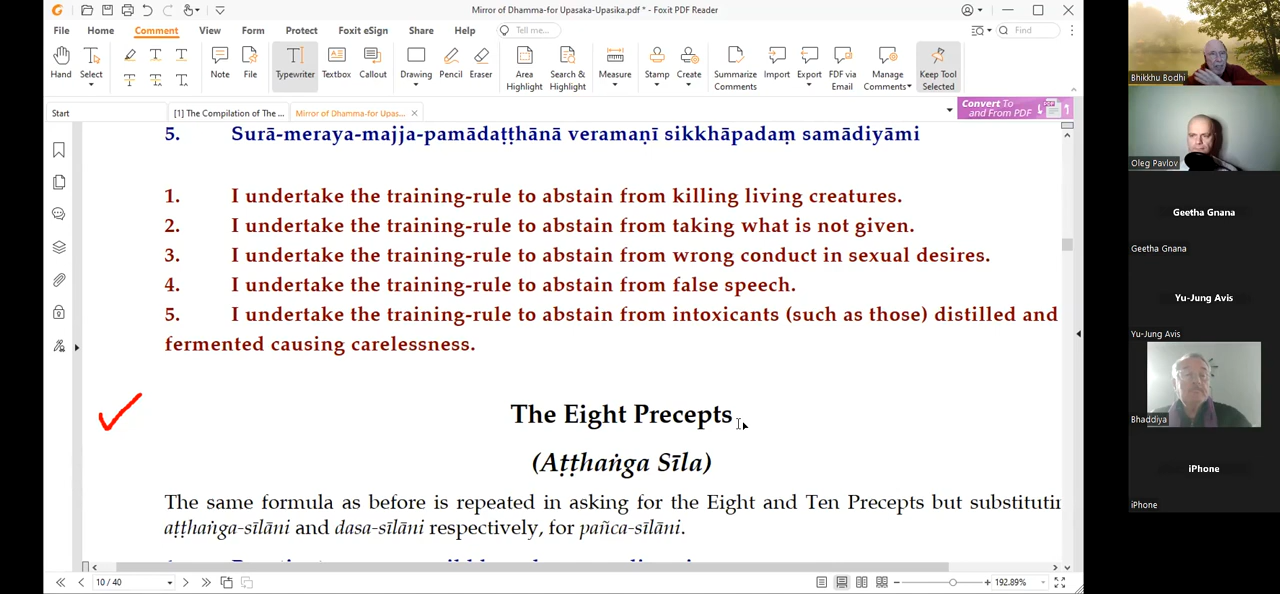 Mirror of Dhamma-for Upasaka-Upasika.pdf * - Foxit PDF Reader
File Home Comment View Form Protect Foxit eSign Share Help Tell me... Find
Hand Select Note File Typewriter Textbox Callout Drawing Pencil Eraser Area Highlight Search & Highlight Measure Stamp Create Summarize Comments Import Export FDF via Email Manage Comments Keep Tool Selected
Start [1] The Compilation of The ... Mirror of Dhamma-for Upas... Convert To and From PDF
5. Surā-meraya-majja-pamādaṭṭhānā veramaṇī sikkhāpadaṃ samādiyāmi
1. I undertake the training-rule to abstain from killing living creatures.
2. I undertake the training-rule to abstain from taking what is not given.
3. I undertake the training-rule to abstain from wrong conduct in sexual desires.
4. I undertake the training-rule to abstain from false speech.
5. I undertake the training-rule to abstain from intoxicants (such as those) distilled and
fermented causing carelessness.
The Eight Precepts
(Aṭṭhaṅga Sīla)
The same formula as before is repeated in asking for the Eight and Ten Precepts but substitutin
aṭṭhaṅga-sīlāni and dasa-sīlāni respectively, for pañca-sīlāni.
10 / 40
192.89%
Bhikkhu Bodhi
Oleg Pavlov
Geetha Gnana
Geetha Gnana
Yu-Jung Avis
Yu-Jung Avis
Bhaddiya
iPhone
iPhone